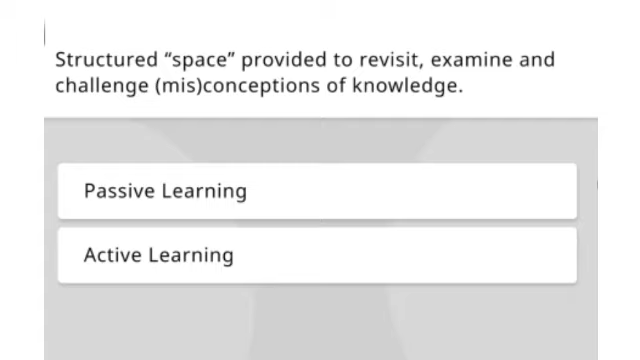 Structured “space” provided to revisit, examine and
challenge (mis)conceptions of knowledge.
Passive Learning
Active Learning